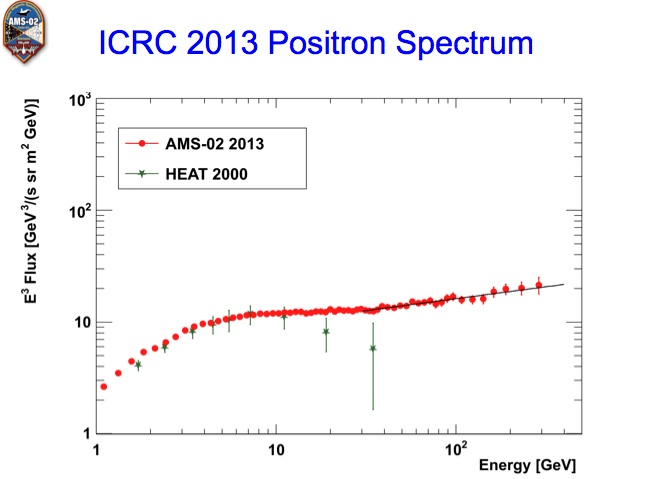 AMS-02
ICRC 2013 Positron Spectrum
E³ Flux [GeV³/(s sr m² GeV)]
10³
10²
10
1
AMS-02 2013
HEAT 2000
1
10
10²
Energy [GeV]